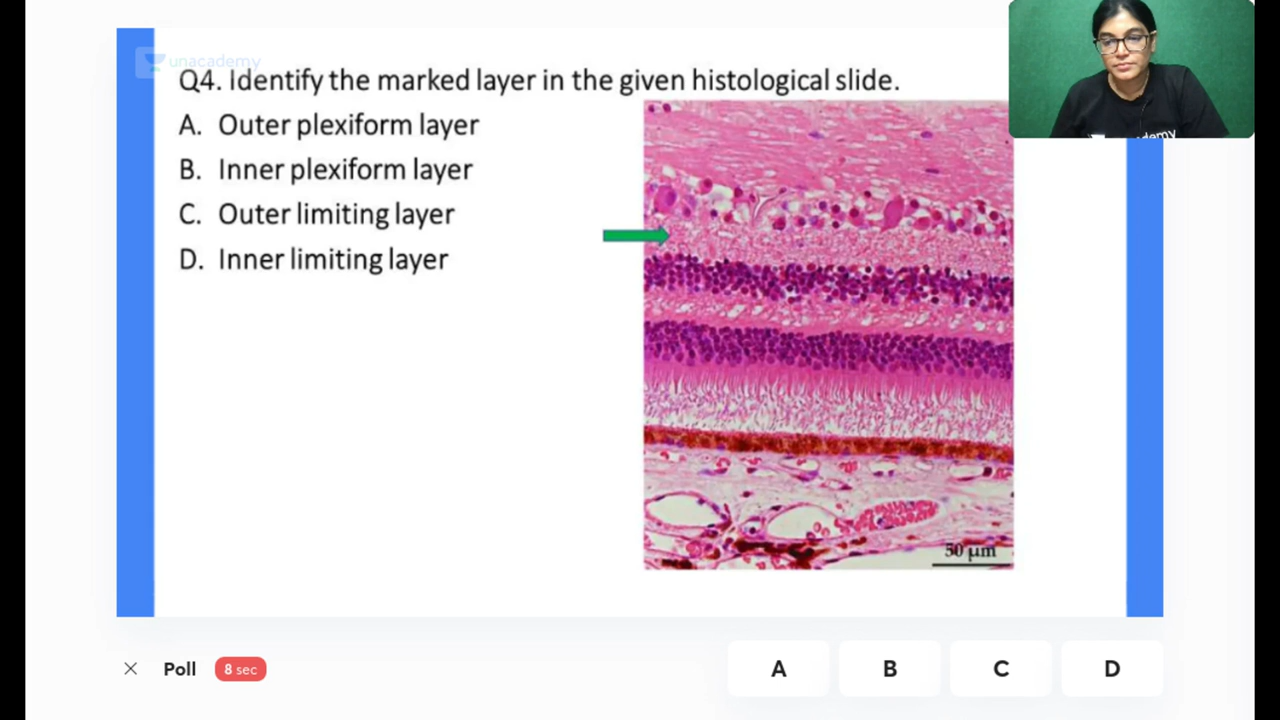 unacademy
Q4. Identify the marked layer in the given histological slide.
A. Outer plexiform layer
B. Inner plexiform layer
C. Outer limiting layer
D. Inner limiting layer
50 µm
Poll
8 sec
A
B
C
D